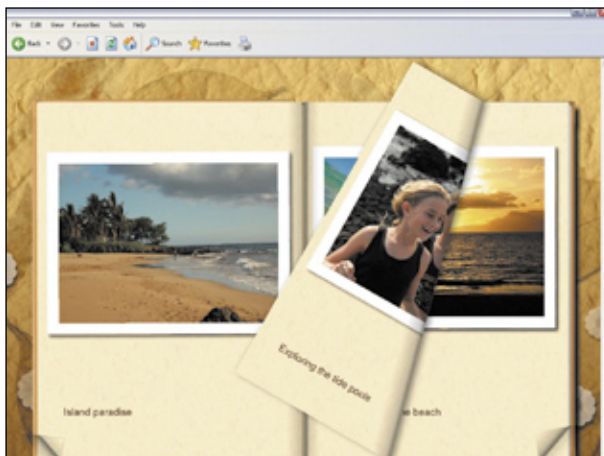 File Edit View Favorites Tools Help
Back Search Favorites
Exploring the tide pools
Island paradise
e beach